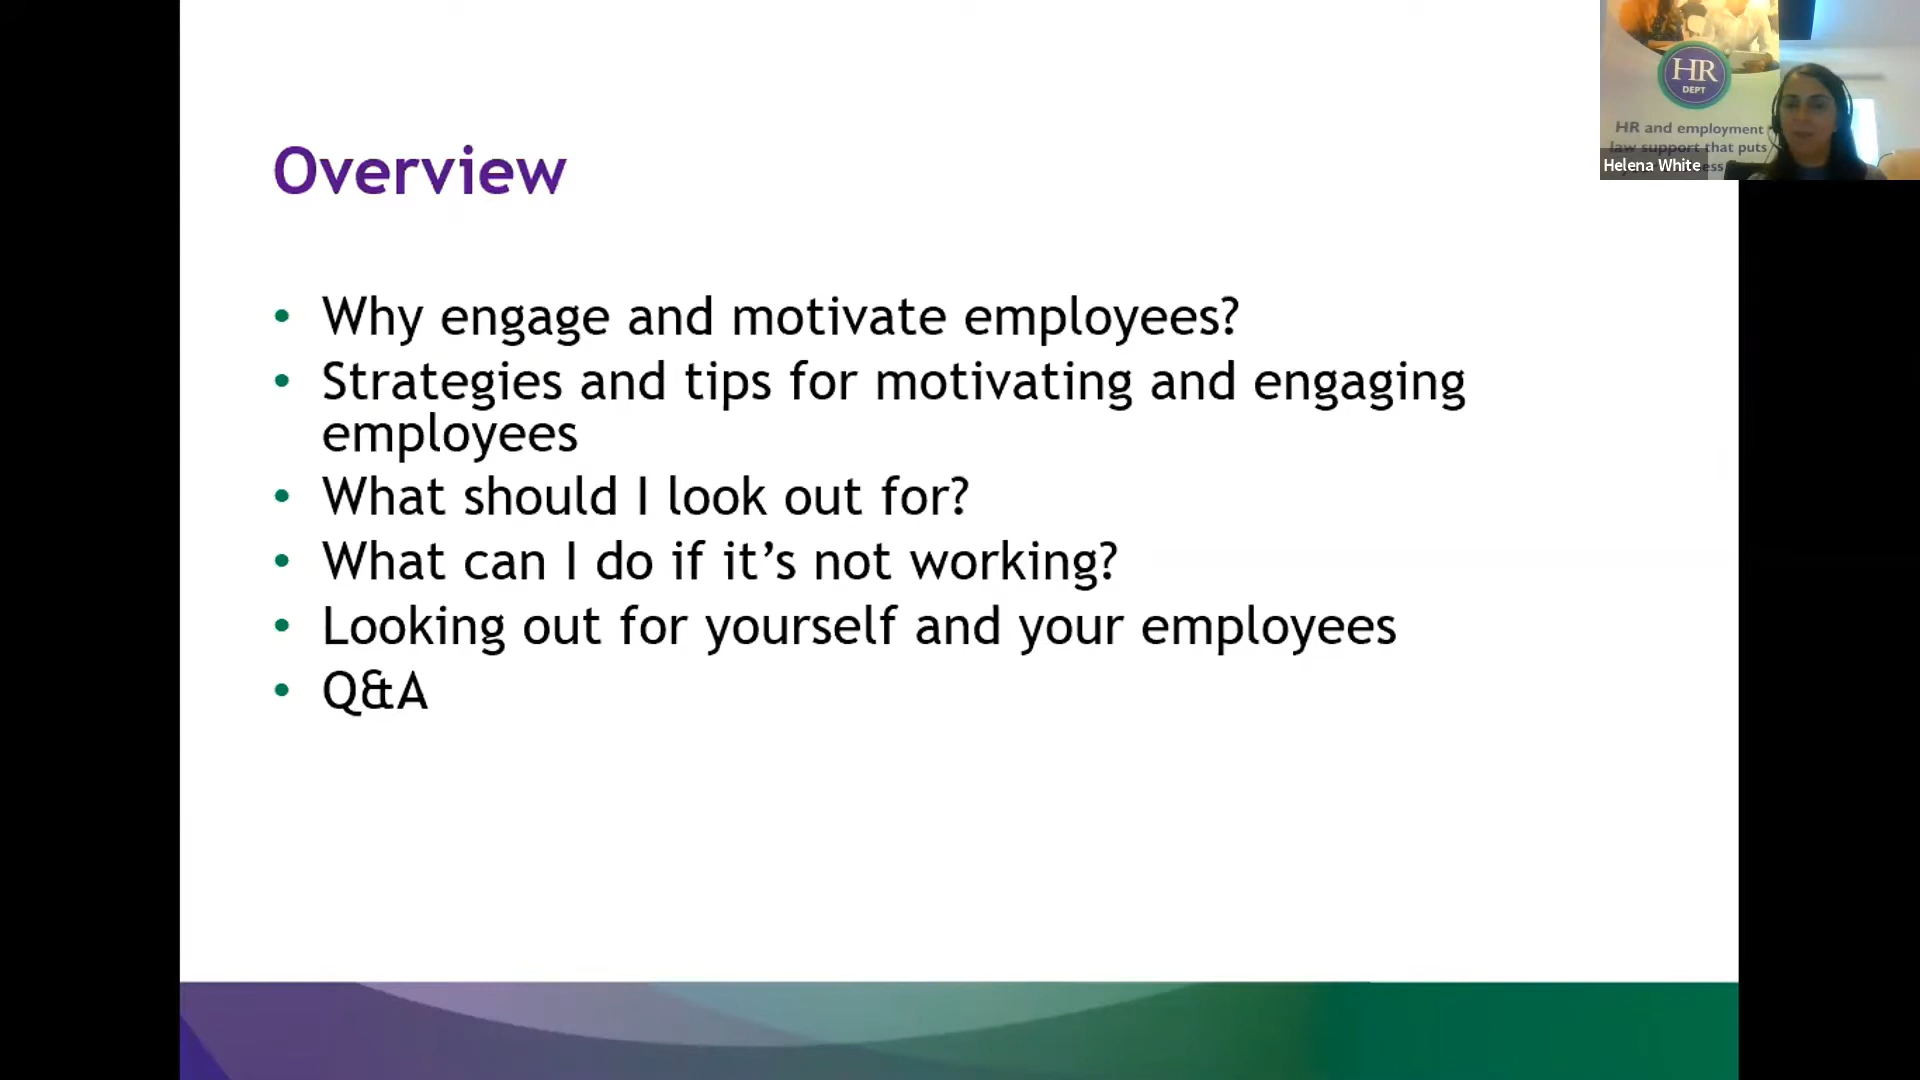 Overview
• Why engage and motivate employees?
• Strategies and tips for motivating and engaging
employees
• What should I look out for?
• What can I do if it’s not working?
• Looking out for yourself and your employees
• Q&A
HR
DEPT
HR and employment
law support that puts
ess
Helena White